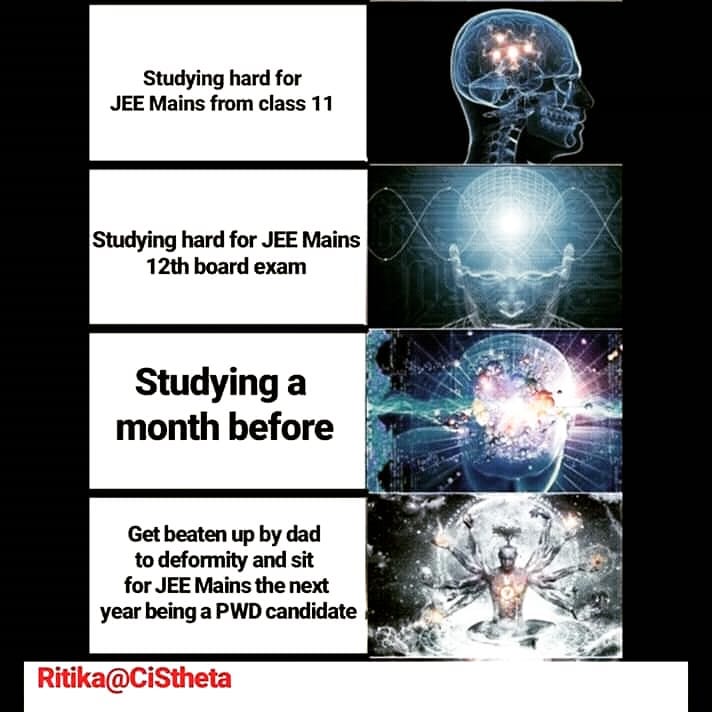 Studying hard for
JEE Mains from class 11
Studying hard for JEE Mains
12th board exam
Studying a
month before
Get beaten up by dad
to deformity and sit
for JEE Mains the next
year being a PWD candidate
Ritika@CiStheta